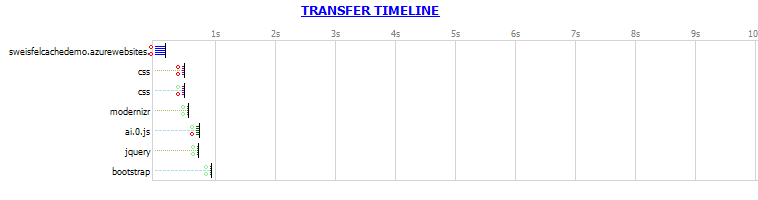 TRANSFER TIMELINE
1s 2s 3s 4s 5s 6s 7s 8s 9s 10
sweisfelcachedemo.azurewebsites.
css
css
modernizr
ai.0.js
jquery
bootstrap